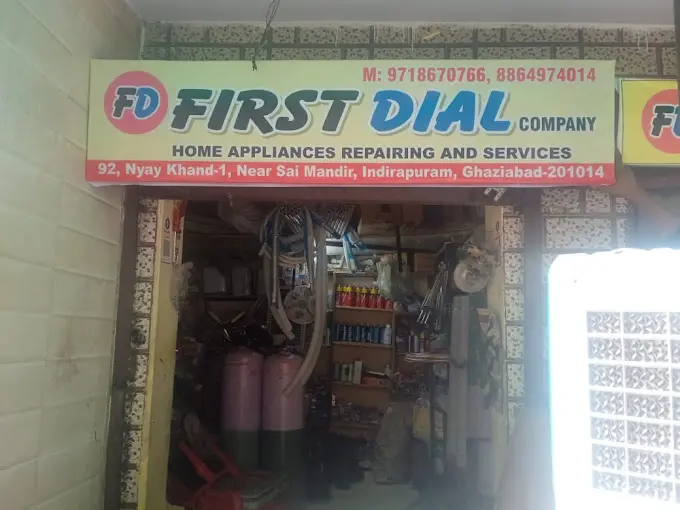 M: 9718670766, 8864974014
FD FIRST DIAL COMPANY
HOME APPLIANCES REPAIRING AND SERVICES
92, Nyay Khand-1, Near Sai Mandir, Indirapuram, Ghaziabad-201014